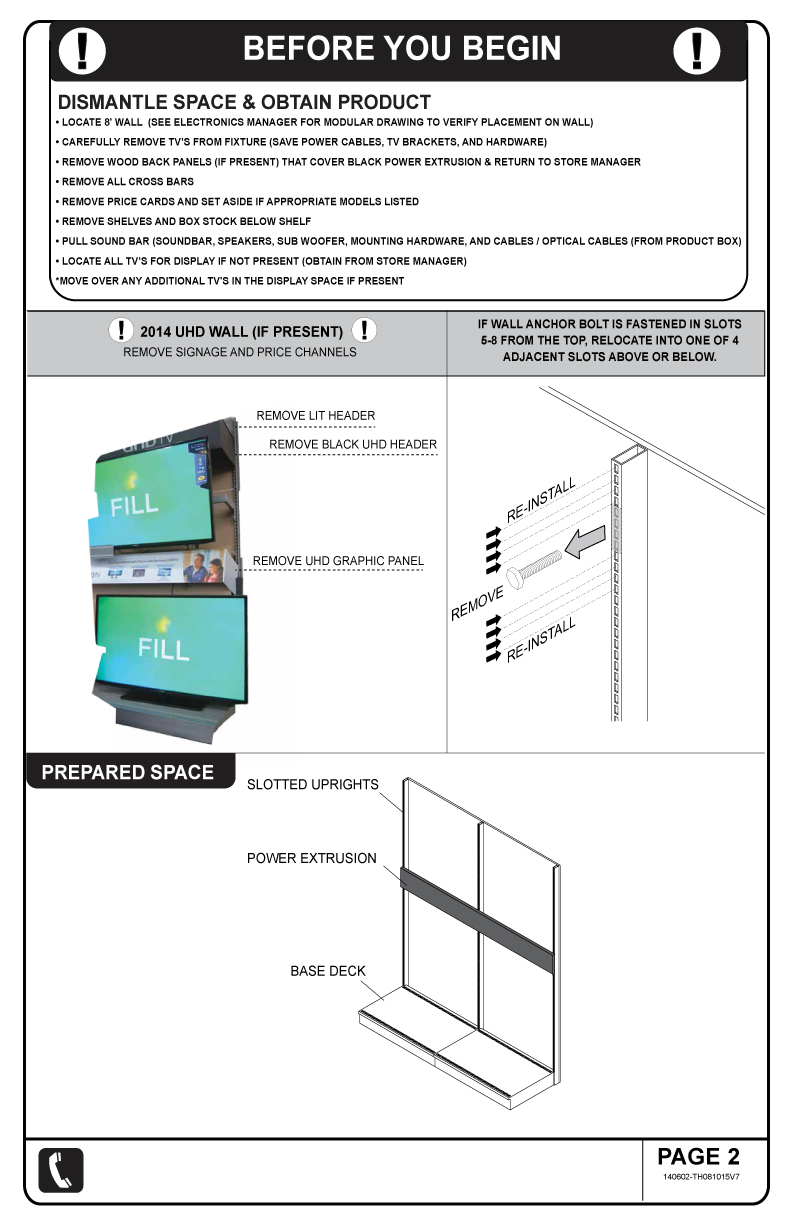 BEFORE YOU BEGIN
DISMANTLE SPACE & OBTAIN PRODUCT
• LOCATE 8' WALL (SEE ELECTRONICS MANAGER FOR MODULAR DRAWING TO VERIFY PLACEMENT ON WALL)
• CAREFULLY REMOVE TV'S FROM FIXTURE (SAVE POWER CABLES, TV BRACKETS, AND HARDWARE)
• REMOVE WOOD BACK PANELS (IF PRESENT) THAT COVER BLACK POWER EXTRUSION & RETURN TO STORE MANAGER
• REMOVE ALL CROSS BARS
• REMOVE PRICE CARDS AND SET ASIDE IF APPROPRIATE MODELS LISTED
• REMOVE SHELVES AND BOX STOCK BELOW SHELF
• PULL SOUND BAR (SOUNDBAR, SPEAKERS, SUB WOOFER, MOUNTING HARDWARE, AND CABLES / OPTICAL CABLES (FROM PRODUCT BOX)
• LOCATE ALL TV'S FOR DISPLAY IF NOT PRESENT (OBTAIN FROM STORE MANAGER)
*MOVE OVER ANY ADDITIONAL TV'S IN THE DISPLAY SPACE IF PRESENT
! 2014 UHD WALL (IF PRESENT) !
REMOVE SIGNAGE AND PRICE CHANNELS
IF WALL ANCHOR BOLT IS FASTENED IN SLOTS
5-8 FROM THE TOP, RELOCATE INTO ONE OF 4
ADJACENT SLOTS ABOVE OR BELOW.
REMOVE LIT HEADER
REMOVE BLACK UHD HEADER
FILL
REMOVE UHD GRAPHIC PANEL
FILL
RE-INSTALL
REMOVE
RE-INSTALL
PREPARED SPACE
SLOTTED UPRIGHTS
POWER EXTRUSION
BASE DECK
PAGE 2
140602-TH081015V7